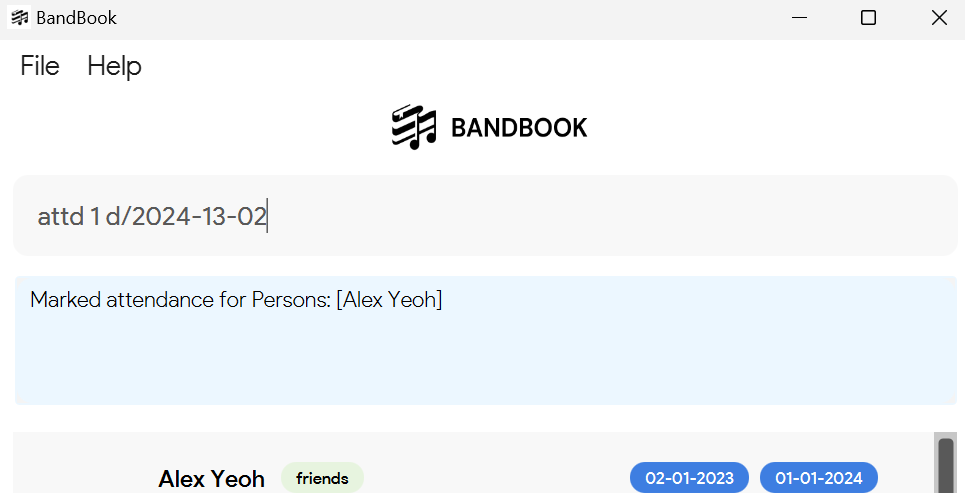 BandBook
File Help
BANDBOOK
attd 1 d/2024-13-02
Marked attendance for Persons: [Alex Yeoh]
Alex Yeoh friends 02-01-2023 01-01-2024